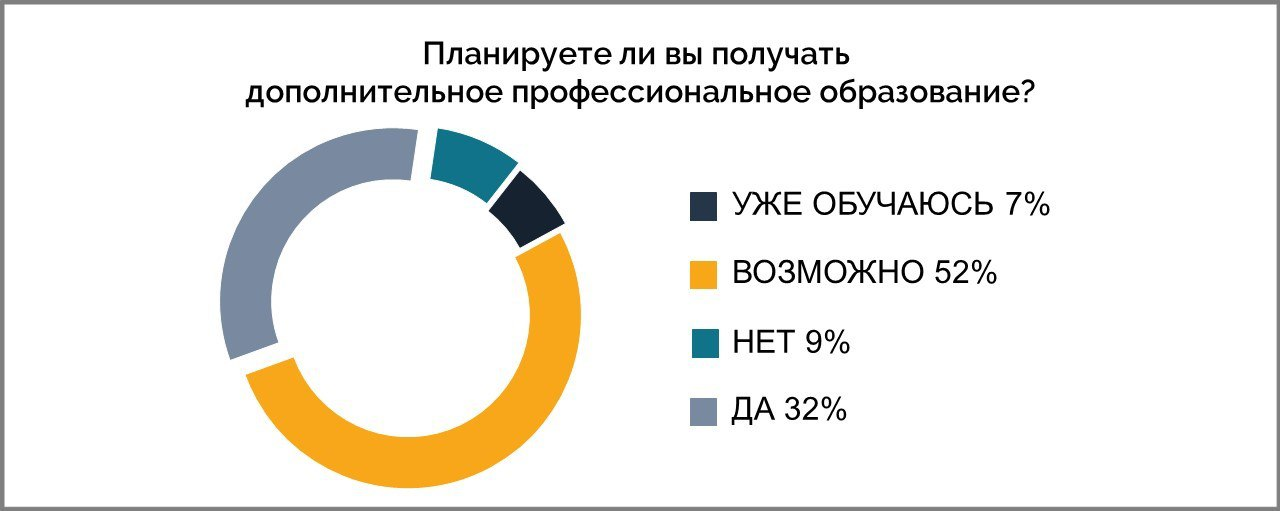 Планируете ли вы получать
дополнительное профессиональное образование?
УЖЕ ОБУЧАЮСЬ 7%
ВОЗМОЖНО 52%
НЕТ 9%
ДА 32%